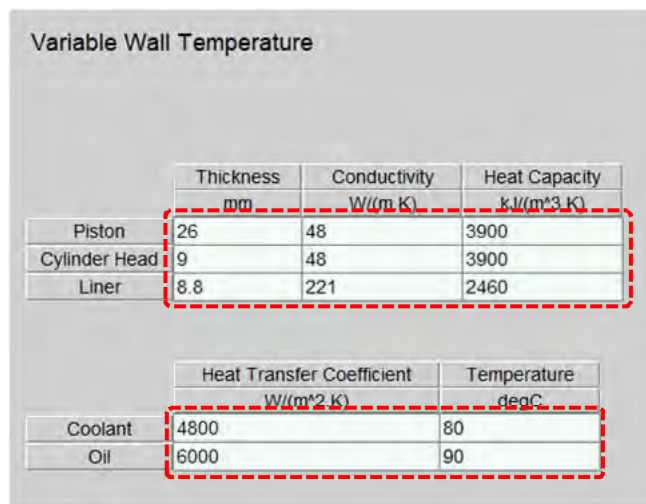 Variable Wall Temperature
Thickness Conductivity Heat Capacity
mm W/(m.K) kJ/(m^3.K)
Piston 26 48 3900
Cylinder Head 9 48 3900
Liner 8.8 221 2460
Heat Transfer Coefficient Temperature
W/(m^2.K) degC
Coolant 4800 80
Oil 6000 90